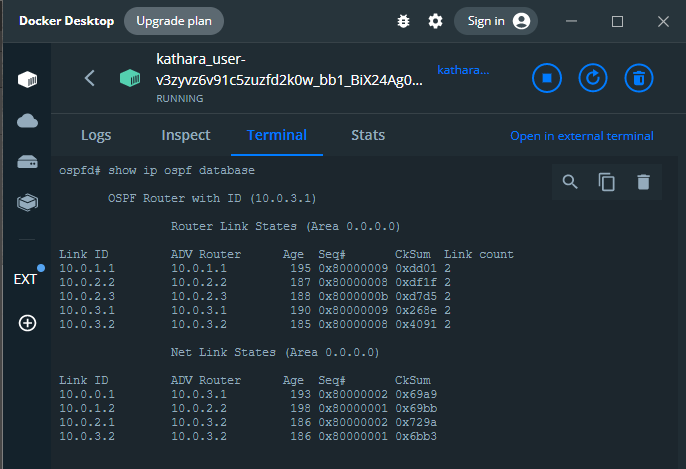 Docker Desktop Upgrade plan Sign in
kathara_user-
v3zyvz6v91c5zuzfd2k0w_bb1_BiX24Ag0... kathara...
RUNNING
Logs Inspect Terminal Stats Open in external terminal
ospfd# show ip ospf database
OSPF Router with ID (10.0.3.1)
Router Link States (Area 0.0.0.0)
Link ID ADV Router Age Seq# CkSum Link count
10.0.1.1 10.0.1.1 195 0x80000009 0xdd01 2
10.0.2.2 10.0.2.2 187 0x80000008 0xdf1f 2
10.0.2.3 10.0.2.3 188 0x8000000b 0xd7d5 2
10.0.3.1 10.0.3.1 190 0x80000009 0x268e 2
10.0.3.2 10.0.3.2 185 0x80000008 0x4091 2
Net Link States (Area 0.0.0.0)
Link ID ADV Router Age Seq# CkSum
10.0.0.1 10.0.3.1 193 0x80000002 0x69a9
10.0.1.2 10.0.2.2 198 0x80000001 0x69bb
10.0.2.1 10.0.3.2 186 0x80000002 0x729a
10.0.3.2 10.0.3.2 186 0x80000001 0x6bb3
EXT